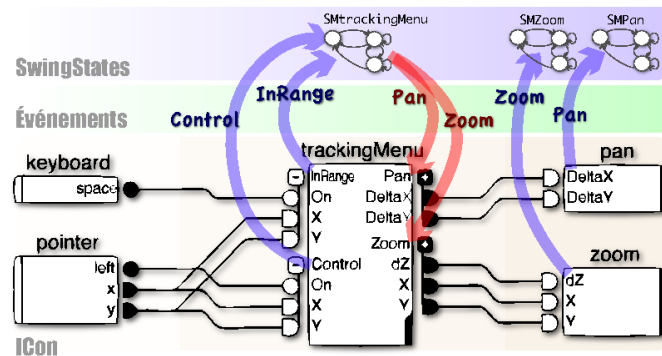 SMtrackingMenu
SMZoom
SMPan
SwingStates
InRange
Pan
Zoom
Pan
Control
Zoom
Événements
trackingMenu
keyboard
space
pointer
left
x
y
InRange
On
X
Y
Control
On
X
Y
Pan
DeltaX
DeltaY
Zoom
dZ
X
Y
pan
DeltaX
DeltaY
zoom
dZ
X
Y
ICon